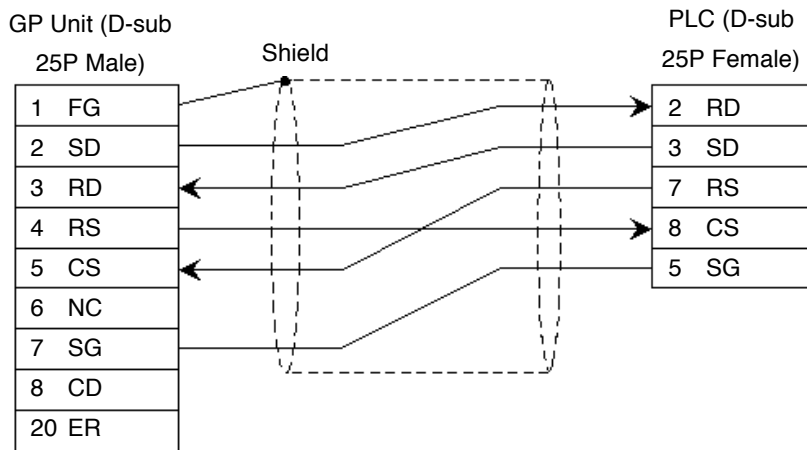 GP Unit (D-sub
25P Male)
Shield
PLC (D-sub
25P Female)
1 FG
2 SD
3 RD
4 RS
5 CS
6 NC
7 SG
8 CD
20 ER
2 RD
3 SD
7 RS
8 CS
5 SG